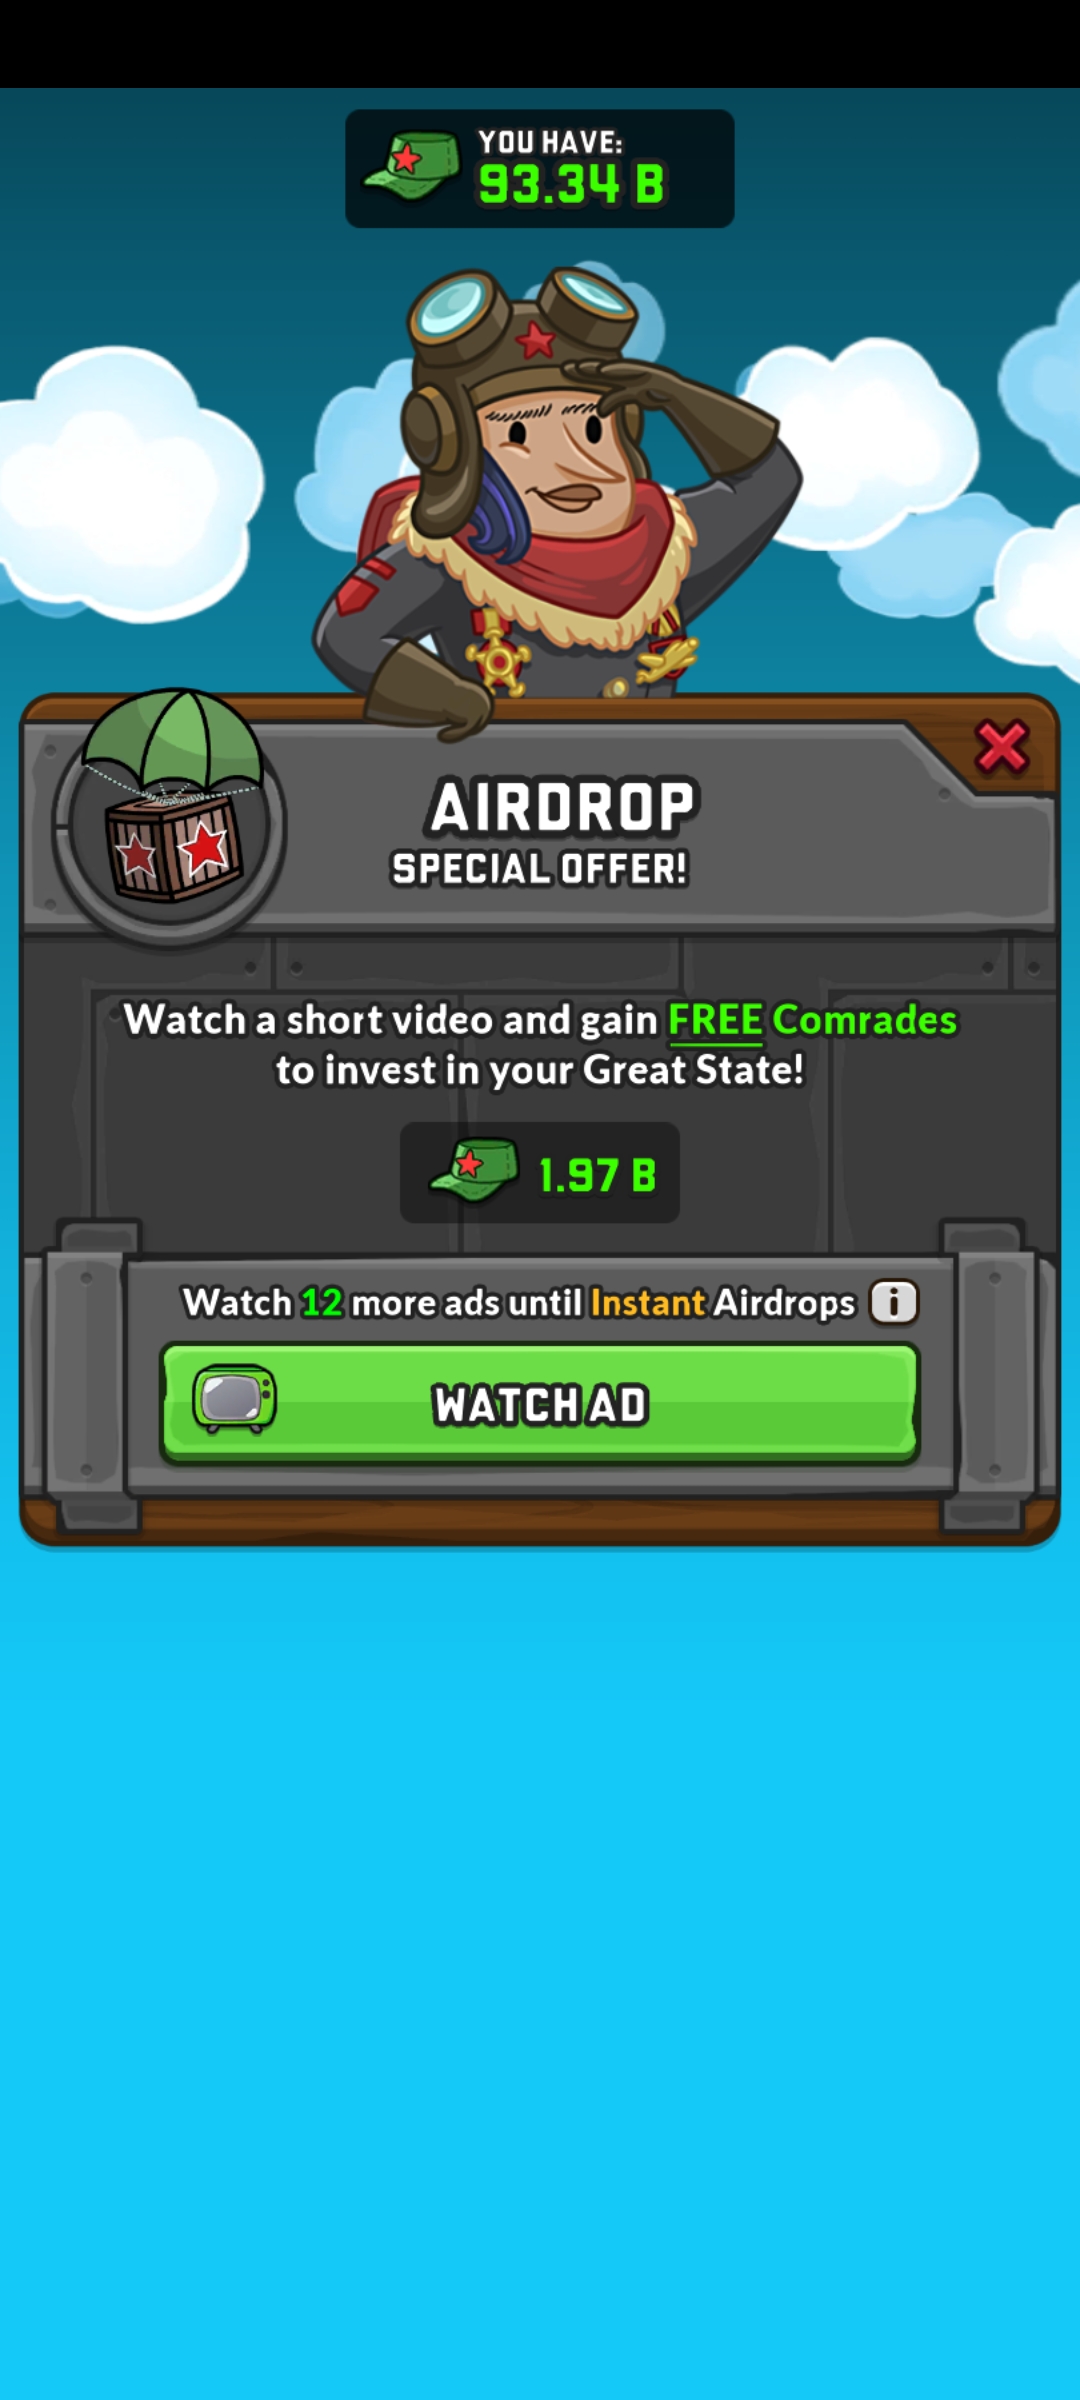 YOU HAVE:
93.34 B
AIRDROP
SPECIAL OFFER!
Watch a short video and gain FREE Comrades
to invest in your Great State!
1.97 B
Watch 12 more ads until Instant Airdrops i
WATCH AD